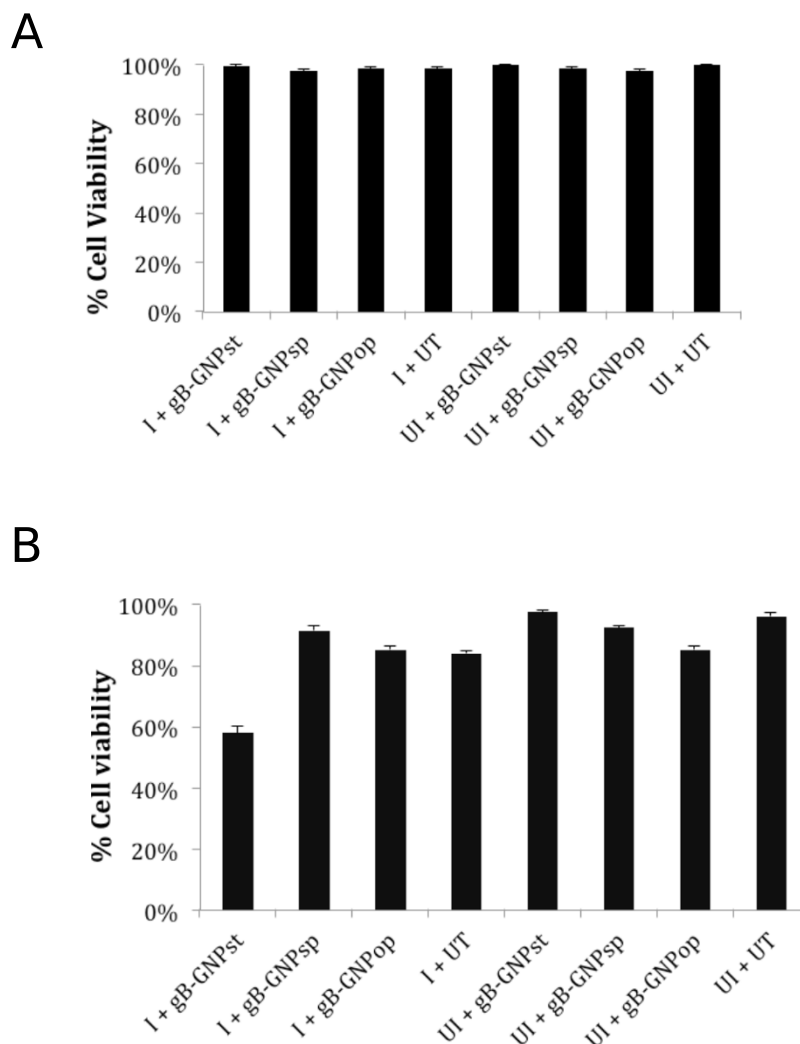 A
% Cell Viability
100%
80%
60%
40%
20%
0%
I + gB-GNPst
I + gB-GNPsp
I + gB-GNPop
I + UT
UI + gB-GNPst
UI + gB-GNPsp
UI + gB-GNPop
UI + UT
B
% Cell viability
100%
80%
60%
40%
20%
0%
I + gB-GNPst
I + gB-GNPsp
I + gB-GNPop
I + UT
UI + gB-GNPst
UI + gB-GNPsp
UI + gB-GNPop
UI + UT